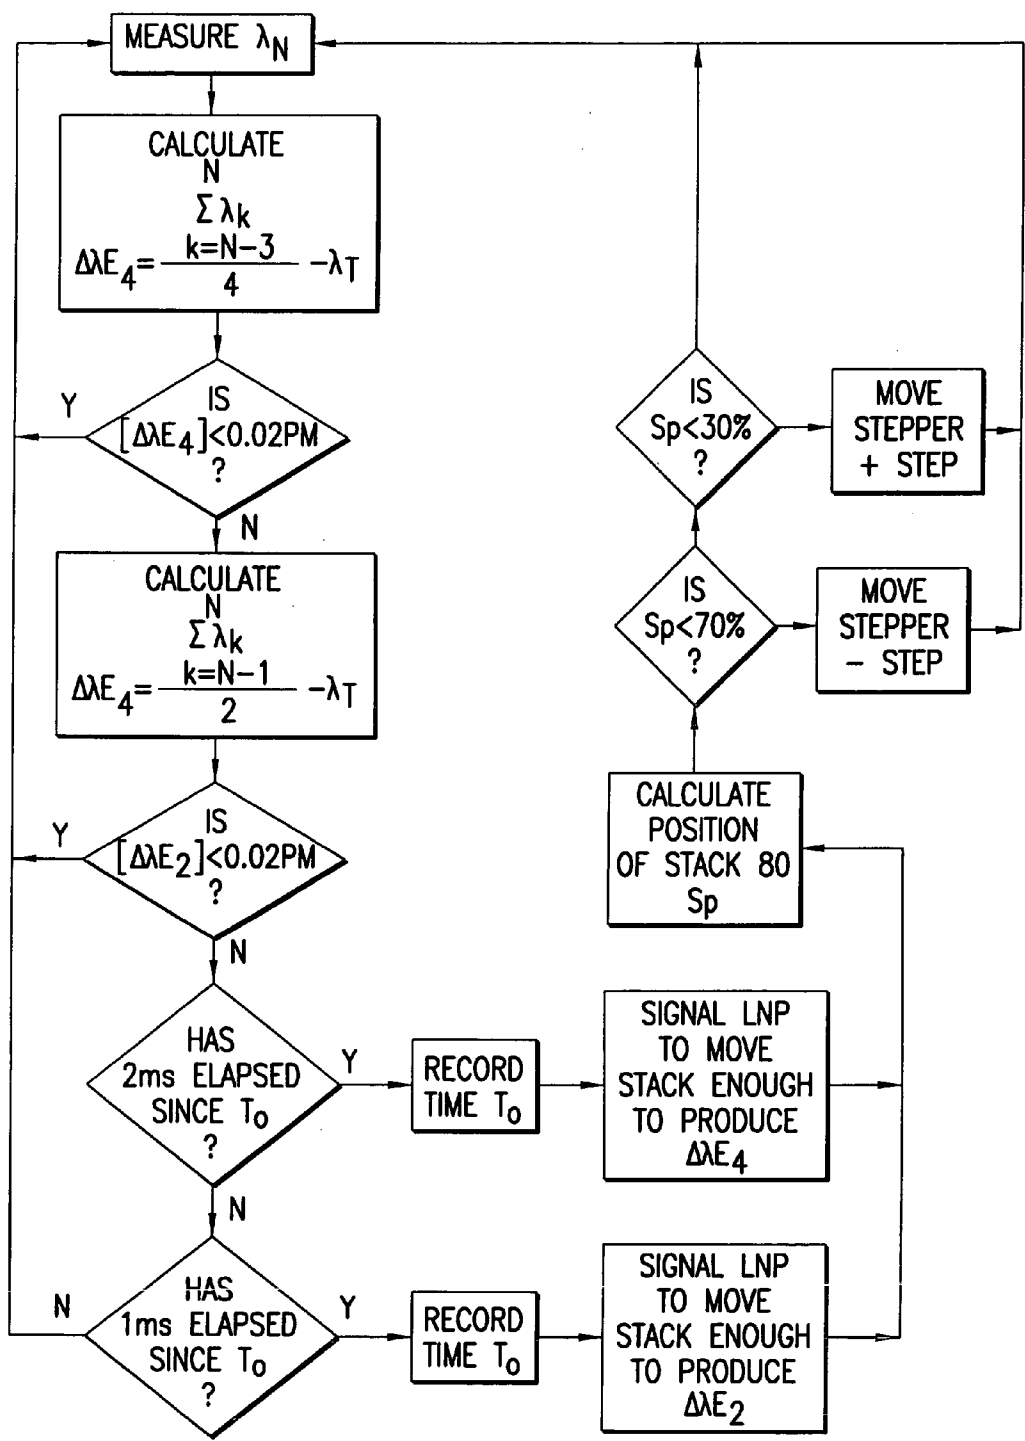 MEASURE λN
CALCULATE
N
Σ λk
k=N-3
ΔλE4= -λT
4
IS
[ΔλE4]<0.02PM
?
Y
N
CALCULATE
N
Σ λk
k=N-1
ΔλE4= -λT
2
IS
[ΔλE2]<0.02PM
?
Y
N
HAS
2ms ELAPSED
SINCE To
?
Y
N
RECORD
TIME To
SIGNAL LNP
TO MOVE
STACK ENOUGH
TO PRODUCE
ΔλE4
HAS
1ms ELAPSED
SINCE To
?
N
Y
RECORD
TIME To
SIGNAL LNP
TO MOVE
STACK ENOUGH
TO PRODUCE
ΔλE2
CALCULATE
POSITION
OF STACK 80
Sp
IS
Sp<70%
?
MOVE
STEPPER
- STEP
IS
Sp<30%
?
MOVE
STEPPER
+ STEP